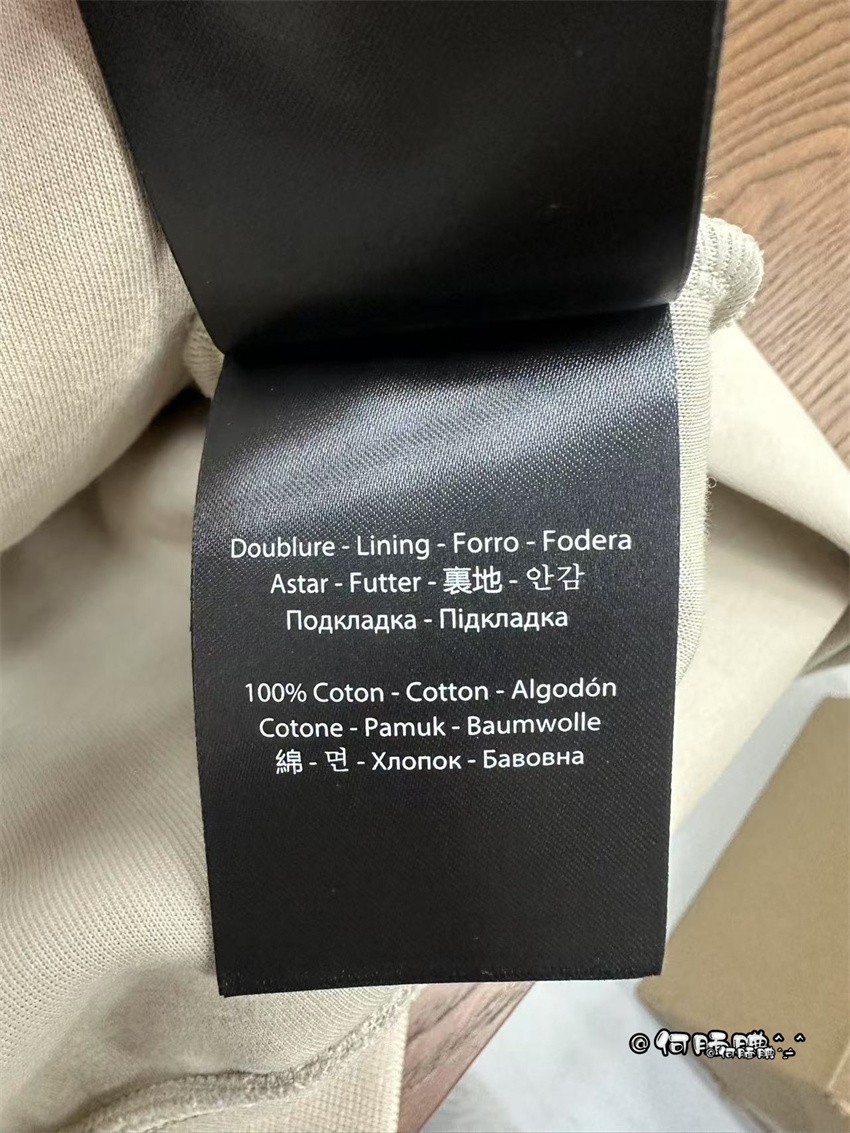 Doublure - Lining - Forro - Fodera
Astar - Futter - 裏地 - 안감
Подкладка - Підкладка
100% Coton - Cotton - Algodón
Cotone - Pamuk - Baumwolle
綿 - 면 - Хлопок - Бавовна